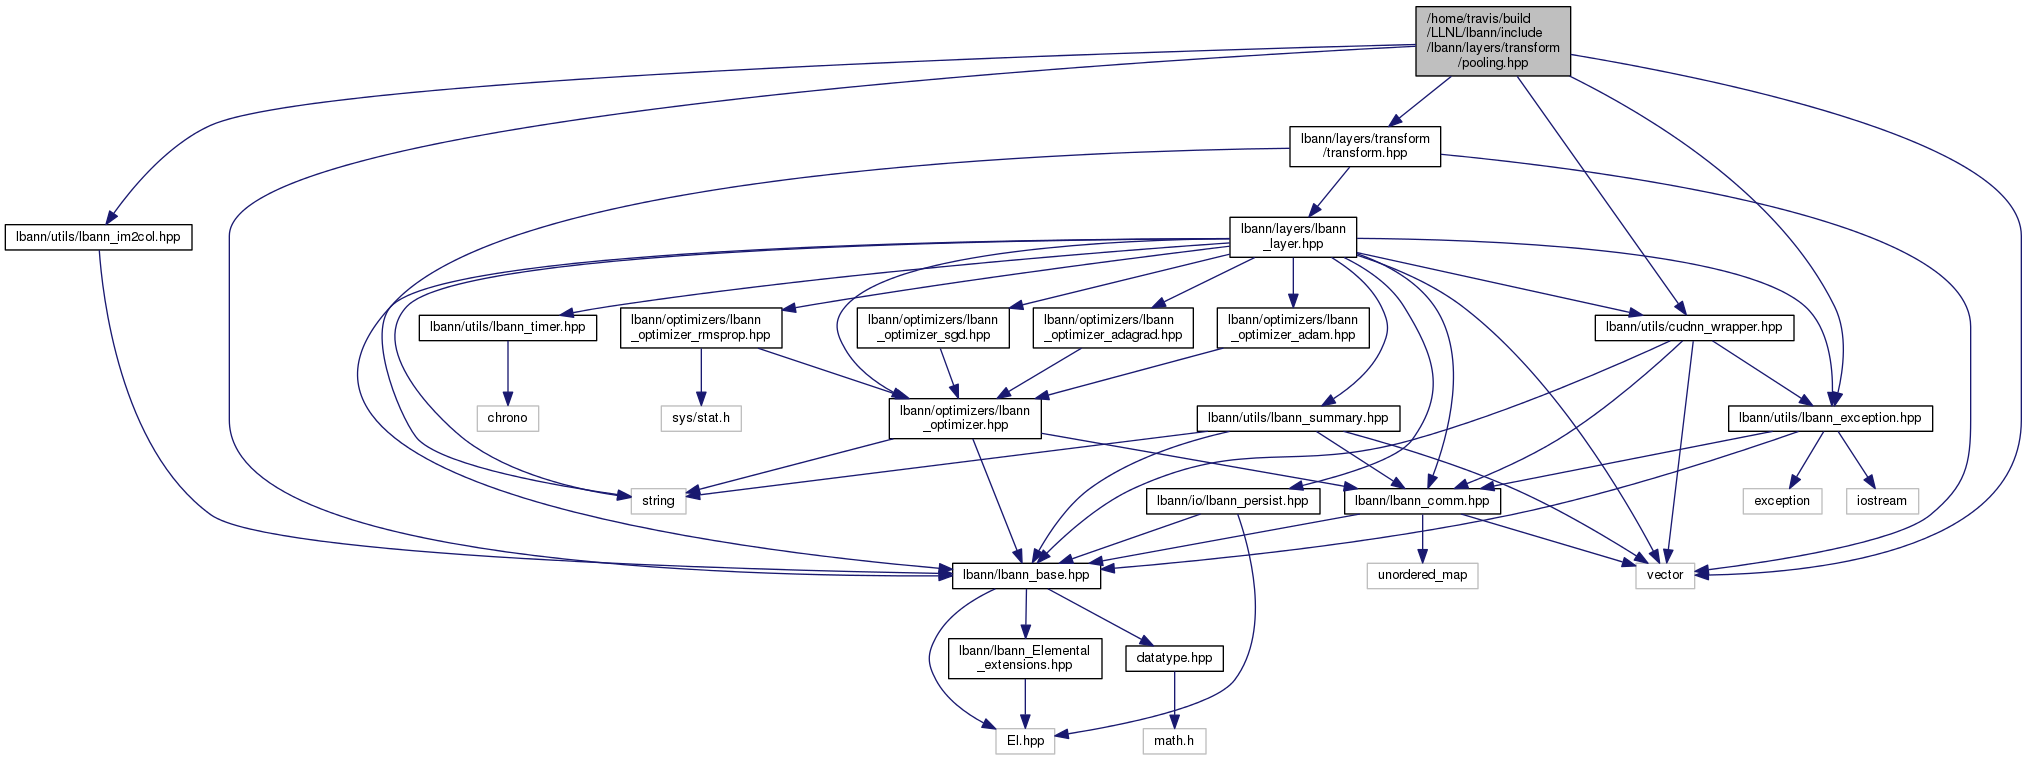 /home/travis/build
/LLNL/lbann/include
/lbann/layers/transform
/pooling.hpp
lbann/layers/transform
/transform.hpp
lbann/utils/lbann_im2col.hpp
lbann/layers/lbann
_layer.hpp
lbann/utils/lbann_timer.hpp
lbann/optimizers/lbann
_optimizer_rmsprop.hpp
lbann/optimizers/lbann
_optimizer_sgd.hpp
lbann/optimizers/lbann
_optimizer_adagrad.hpp
lbann/optimizers/lbann
_optimizer_adam.hpp
lbann/utils/cudnn_wrapper.hpp
chrono
sys/stat.h
lbann/optimizers/lbann
_optimizer.hpp
lbann/utils/lbann_summary.hpp
lbann/utils/lbann_exception.hpp
string
lbann/io/lbann_persist.hpp
lbann/lbann_comm.hpp
exception
iostream
lbann/lbann_base.hpp
unordered_map
vector
lbann/lbann_Elemental
_extensions.hpp
datatype.hpp
El.hpp
math.h